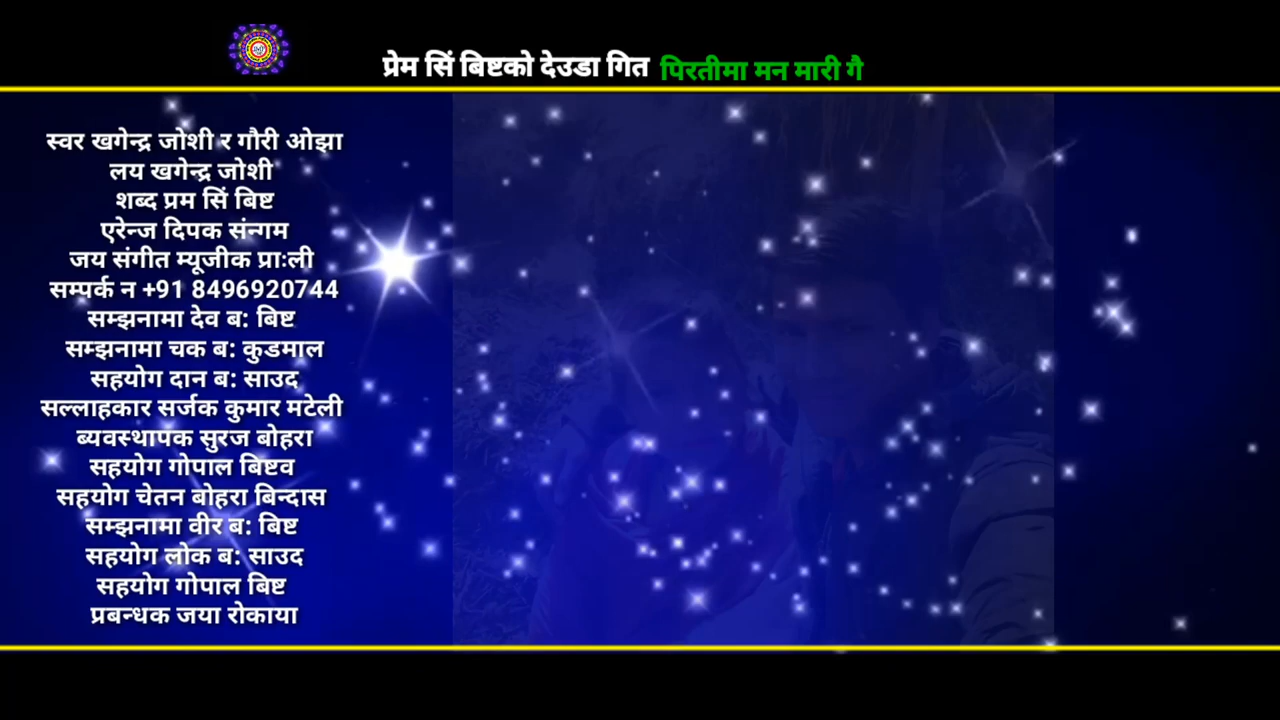 प्रेम सिं बिष्टको देउडा गित पिरतीमा मन मारी गै
स्वर खगेन्द्र जोशी र गौरी ओझा
लय खगेन्द्र जोशी
शब्द प्रम सिं बिष्ट
एरेन्ज दिपक संन्गम
जय संगीत म्यूजीक प्राःली
सम्पर्क न +91 8496920744
सम्झनामा देव ब: बिष्ट
सम्झनामा चक ब: कुडमाल
सहयोग दान ब: साउद
सल्लाहकार सर्जक कुमार मटेली
ब्यवस्थापक सुरज बोहरा
सहयोग गोपाल बिष्टव
सहयोग चेतन बोहरा बिन्दास
सम्झनामा वीर ब: बिष्ट
सहयोग लोक ब: साउद
सहयोग गोपाल बिष्ट
प्रबन्धक जया रोकाया